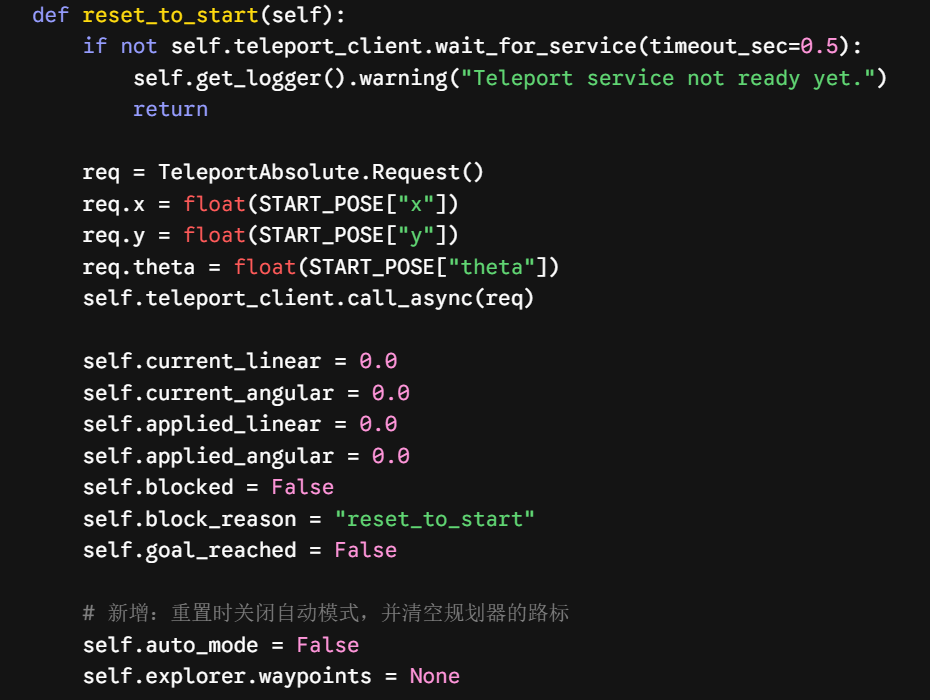 def reset_to_start(self):
    if not self.teleport_client.wait_for_service(timeout_sec=0.5):
        self.get_logger().warning("Teleport service not ready yet.")
        return

    req = TeleportAbsolute.Request()
    req.x = float(START_POSE["x"])
    req.y = float(START_POSE["y"])
    req.theta = float(START_POSE["theta"])
    self.teleport_client.call_async(req)

    self.current_linear = 0.0
    self.current_angular = 0.0
    self.applied_linear = 0.0
    self.applied_angular = 0.0
    self.blocked = False
    self.block_reason = "reset_to_start"
    self.goal_reached = False

    # 新增：重置时关闭自动模式，并清空规划器的路标
    self.auto_mode = False
    self.explorer.waypoints = None